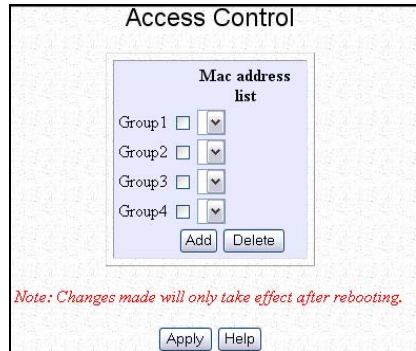 Access Control
Mac address
list
Group1
Group2
Group3
Group4
Add Delete
Note: Changes made will only take effect after rebooting.
Apply Help